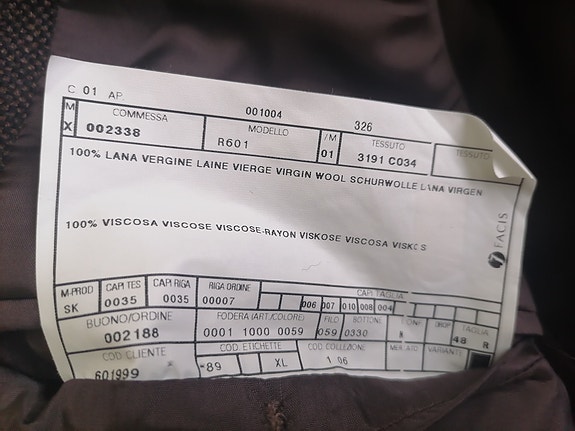 C 01 AP 001004 326
M COMMESSA MODELLO /M TESSUTO TESSUTO
X 002338 R601 01 3191 C034
100% LANA VERGINE LAINE VIERGE VIRGIN WOOL SCHURWOLLE LANA VIRGEN
100% VISCOSA VISCOSE VISCOSE-RAYON VISKOSE VISCOSA VISKOS
FACIS
M-PROD CAPI TES CAPI RIGA RIGA ORDINE CAPI TAGLIA
SK 0035 0035 00007 006 007 010 008 004
BUONO/ORDINE FODERA (ART./COLORE) FILO BOTTONI T.CONF. DROP TAGLIA
002188 0001 1000 0059 059 0330 48 R
COD. CLIENTE COD. ETICHETTE COD. COLLEZIONE MERCATO VARIANTE
601999 *89 XL 1 96